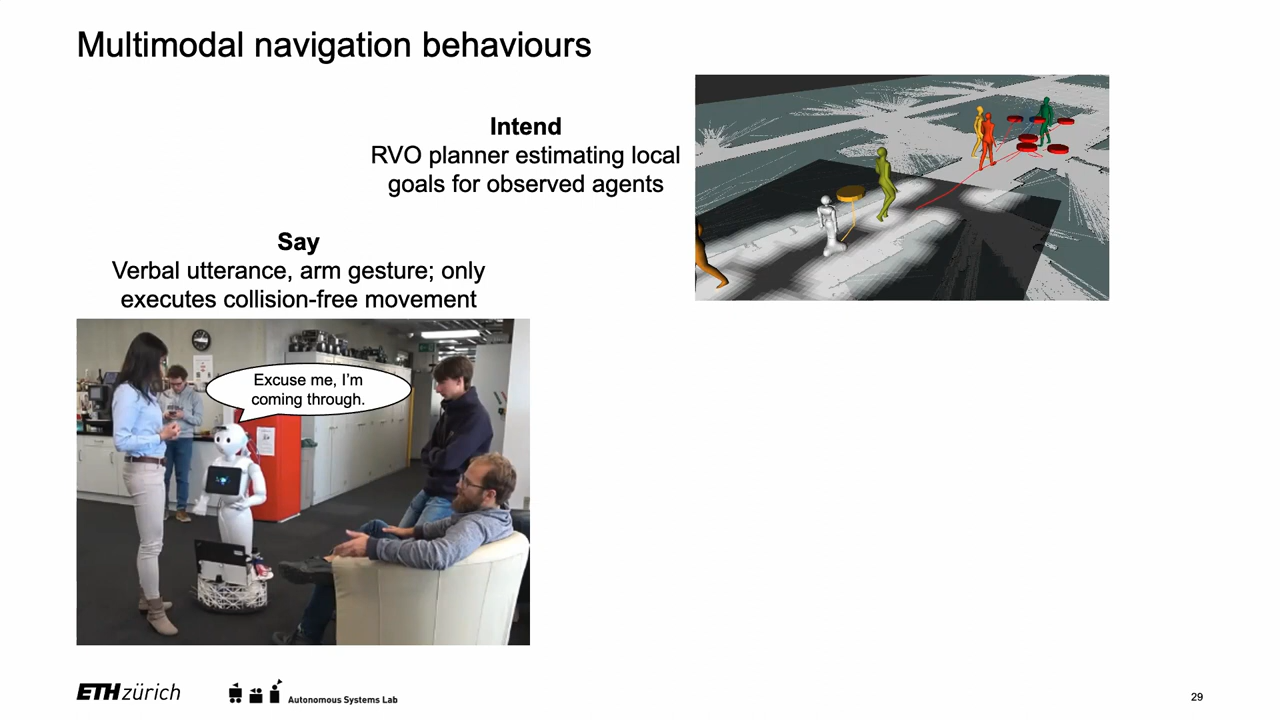 Multimodal navigation behaviours
Intend
RVO planner estimating local
goals for observed agents
Say
Verbal utterance, arm gesture; only
executes collision-free movement
Excuse me, I'm
coming through.
ETH zürich
Autonomous Systems Lab
29